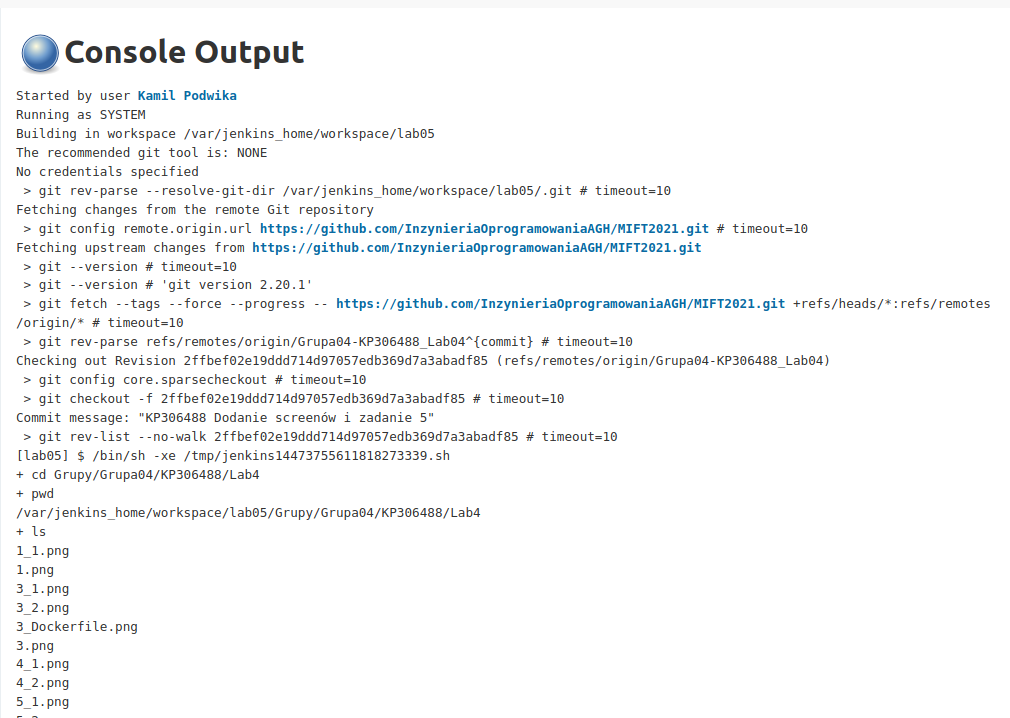 Console Output
Started by user Kamil Podwika
Running as SYSTEM
Building in workspace /var/jenkins_home/workspace/lab05
The recommended git tool is: NONE
No credentials specified
 > git rev-parse --resolve-git-dir /var/jenkins_home/workspace/lab05/.git # timeout=10
Fetching changes from the remote Git repository
 > git config remote.origin.url https://github.com/InzynieriaOprogramowaniaAGH/MIFT2021.git # timeout=10
Fetching upstream changes from https://github.com/InzynieriaOprogramowaniaAGH/MIFT2021.git
 > git --version # timeout=10
 > git --version # 'git version 2.20.1'
 > git fetch --tags --force --progress -- https://github.com/InzynieriaOprogramowaniaAGH/MIFT2021.git +refs/heads/*:refs/remotes
/origin/* # timeout=10
 > git rev-parse refs/remotes/origin/Grupa04-KP306488_Lab04^{commit} # timeout=10
Checking out Revision 2ffbef02e19ddd714d97057edb369d7a3abadf85 (refs/remotes/origin/Grupa04-KP306488_Lab04)
 > git config core.sparsecheckout # timeout=10
 > git checkout -f 2ffbef02e19ddd714d97057edb369d7a3abadf85 # timeout=10
Commit message: "KP306488 Dodanie screenów i zadanie 5"
 > git rev-list --no-walk 2ffbef02e19ddd714d97057edb369d7a3abadf85 # timeout=10
[lab05] $ /bin/sh -xe /tmp/jenkins14473755611818273339.sh
+ cd Grupy/Grupa04/KP306488/Lab4
+ pwd
/var/jenkins_home/workspace/lab05/Grupy/Grupa04/KP306488/Lab4
+ ls
1_1.png
1.png
3_1.png
3_2.png
3_Dockerfile.png
3.png
4_1.png
4_2.png
5_1.png